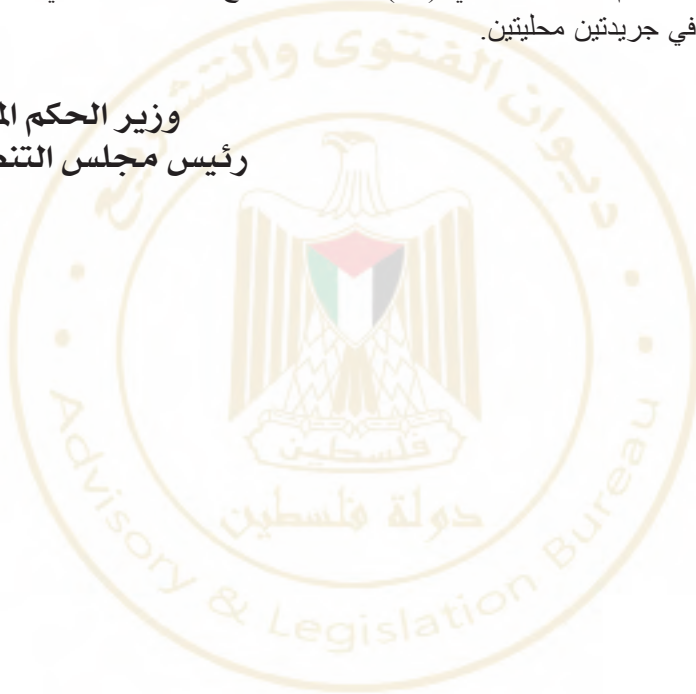 في جريدتين محليتين.
وزير الحكم
رئيس مجلس
ديوان الفتوى والتشريع
فلسطين
دولة فلسطين
Advisory & Legislation Bureau